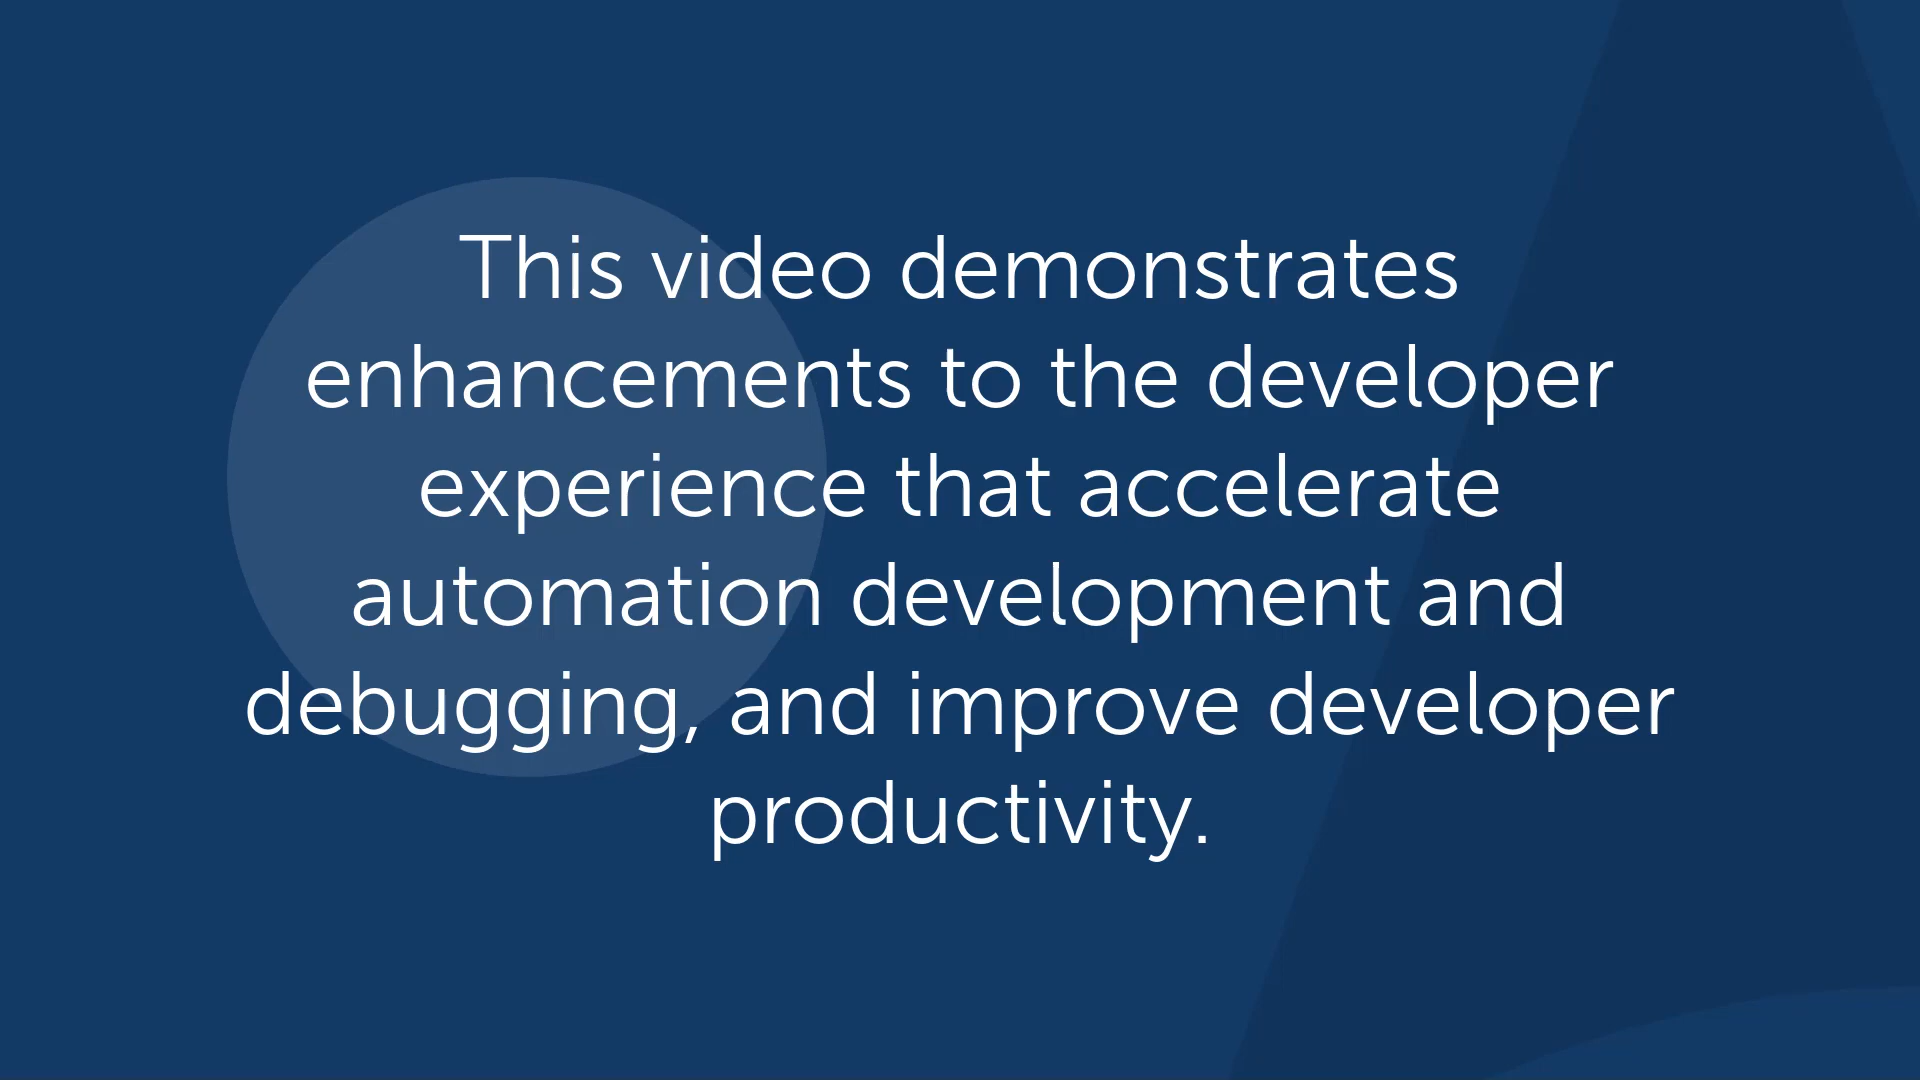 This video demonstrates
enhancements to the developer
experience that accelerate
automation development and
debugging, and improve developer
productivity.